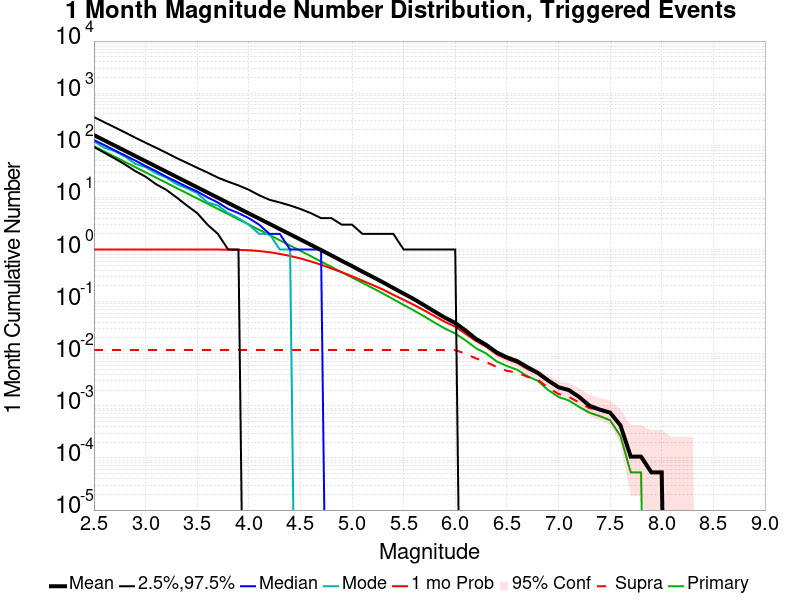 1 Month Magnitude Number Distribution, Triggered Events
1 Month Cumulative Number
10^4
10^3
10^2
10^1
10^0
10^-1
10^-2
10^-3
10^-4
10^-5
2.5 3.0 3.5 4.0 4.5 5.0 5.5 6.0 6.5 7.0 7.5 8.0 8.5 9.0
Magnitude
Mean 2.5%,97.5% Median Mode 1 mo Prob 95% Conf Supra Primary